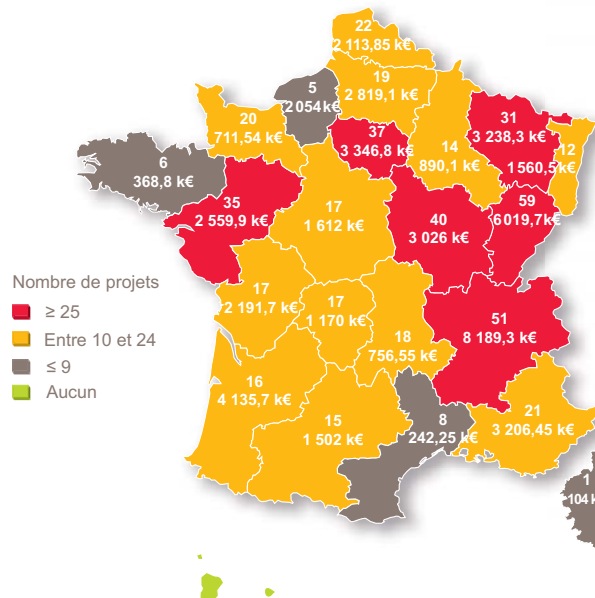 22
2 113,85 k€
19
2 819,1 k€
5
2 054 k€
20
711,54 k€
37
3 346,8 k€
14
890,1 k€
31
3 238,3 k€
12
1 560,5 k€
6
368,8 k€
35
2 559,9 k€
17
1 612 k€
40
3 026 k€
59
6 019,7 k€
Nombre de projets
≥ 25
Entre 10 et 24
≤ 9
Aucun
17
2 191,7 k€
17
1 170 k€
18
756,55 k€
51
8 189,3 k€
16
4 135,7 k€
15
1 502 k€
8
242,25 k€
21
3 206,45 k€
1
104 k